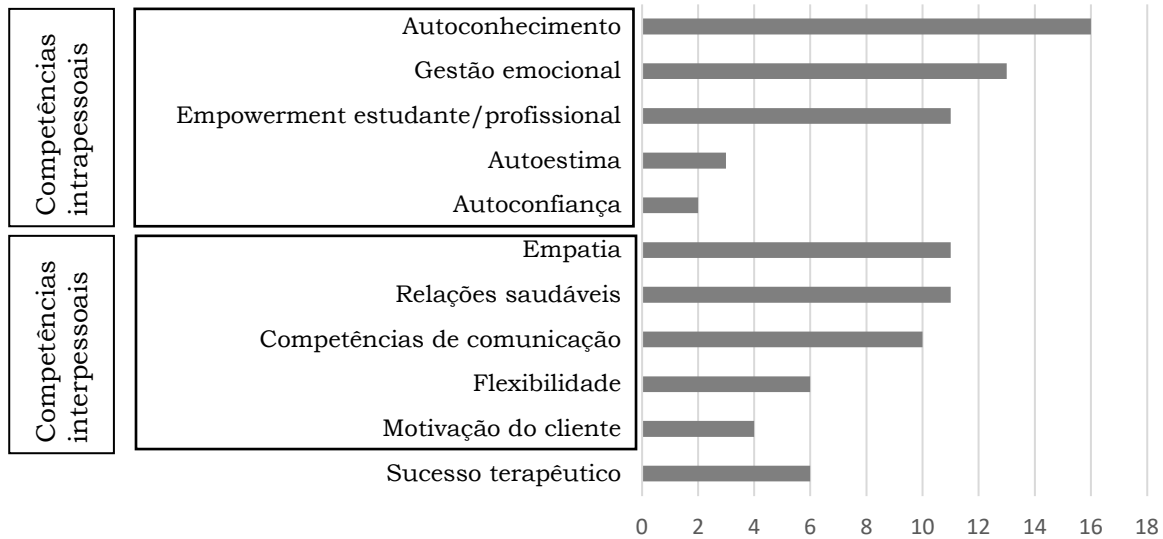 Competências
intrapessoais
Autoconhecimento
Gestão emocional
Empowerment estudante/profissional
Autoestima
Autoconfiança
Competências
interpessoais
Empatia
Relações saudáveis
Competências de comunicação
Flexibilidade
Motivação do cliente
Sucesso terapêutico
0 2 4 6 8 10 12 14 16 18